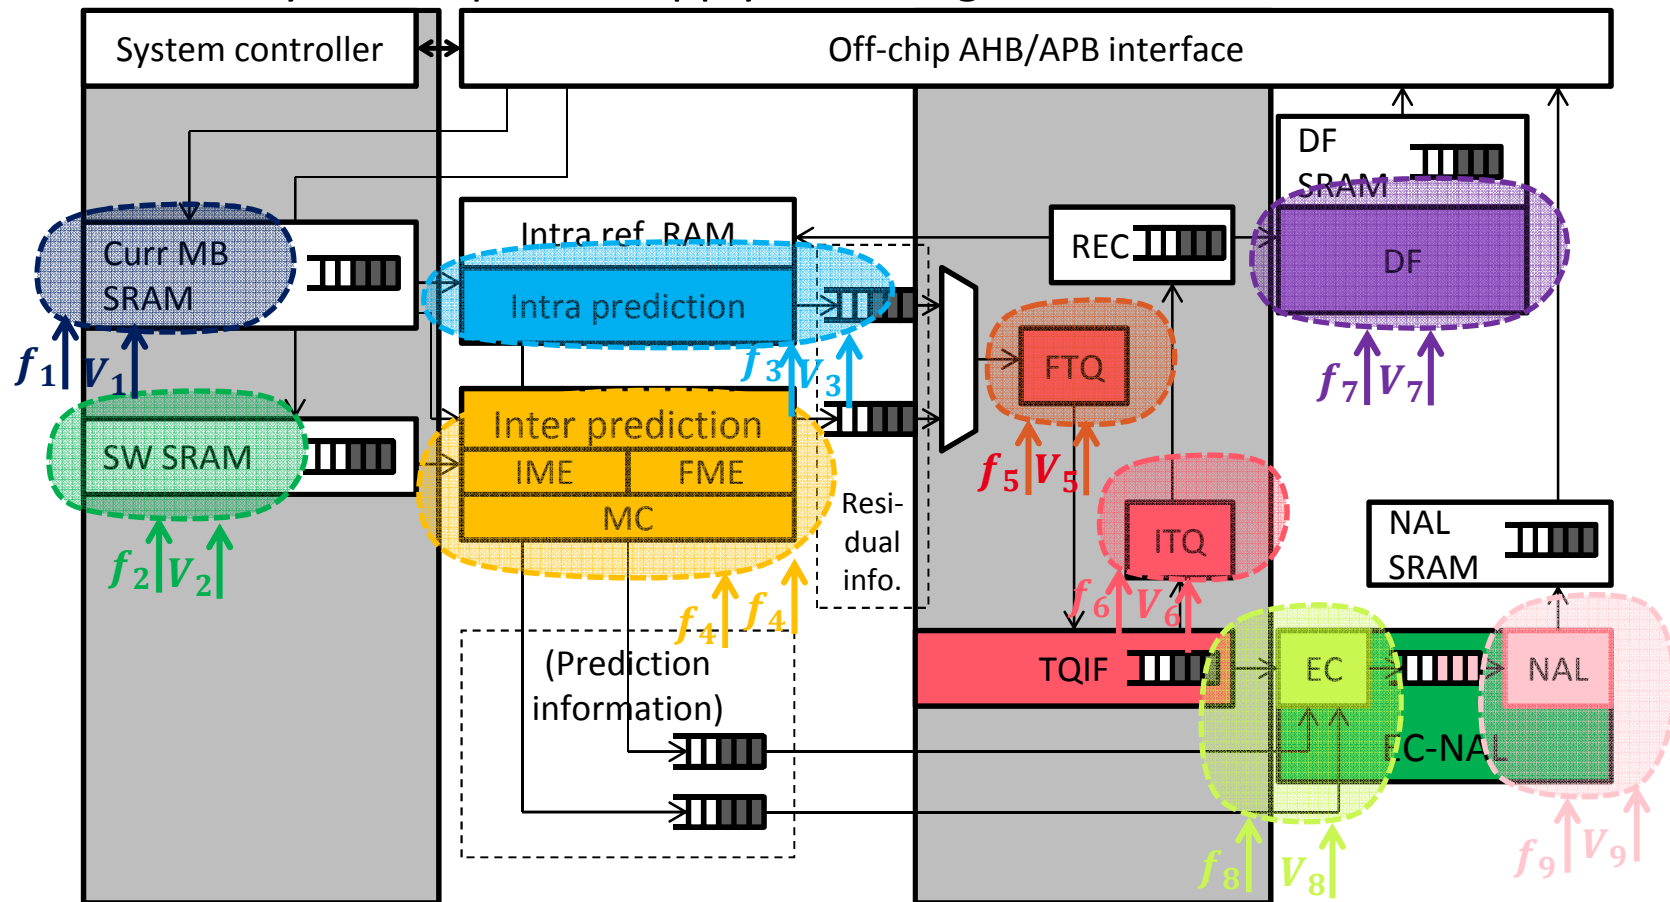 System controller
Off-chip AHB/APB interface
DF
SRAM
Curr MB
SRAM
Intra ref. RAM
REC
DF
Intra prediction
f1 V1
f3 V3
FTQ
f7 V7
Inter prediction
SW SRAM
IME
FME
f5 V5
MC
Resi-
dual
info.
ITQ
NAL
SRAM
f2 V2
f4 f4
f6 V6
(Prediction
information)
TQIF
EC
NAL
EC-NAL
f8 V8
f9 V9